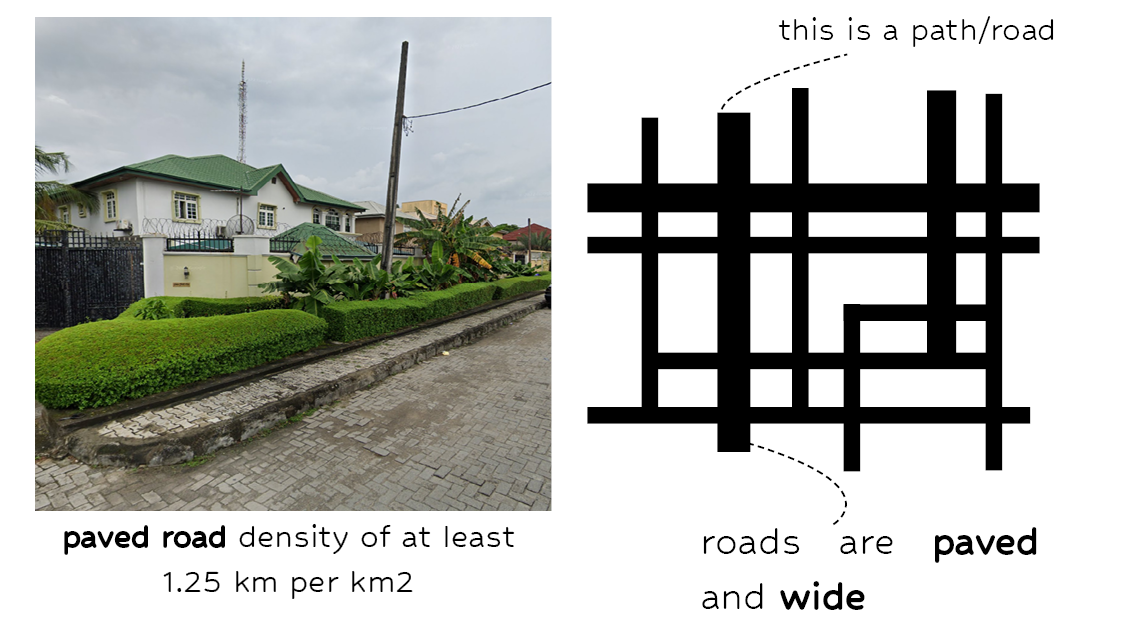 this is a path/road
paved road density of at least
1.25 km per km2
roads are paved
and wide